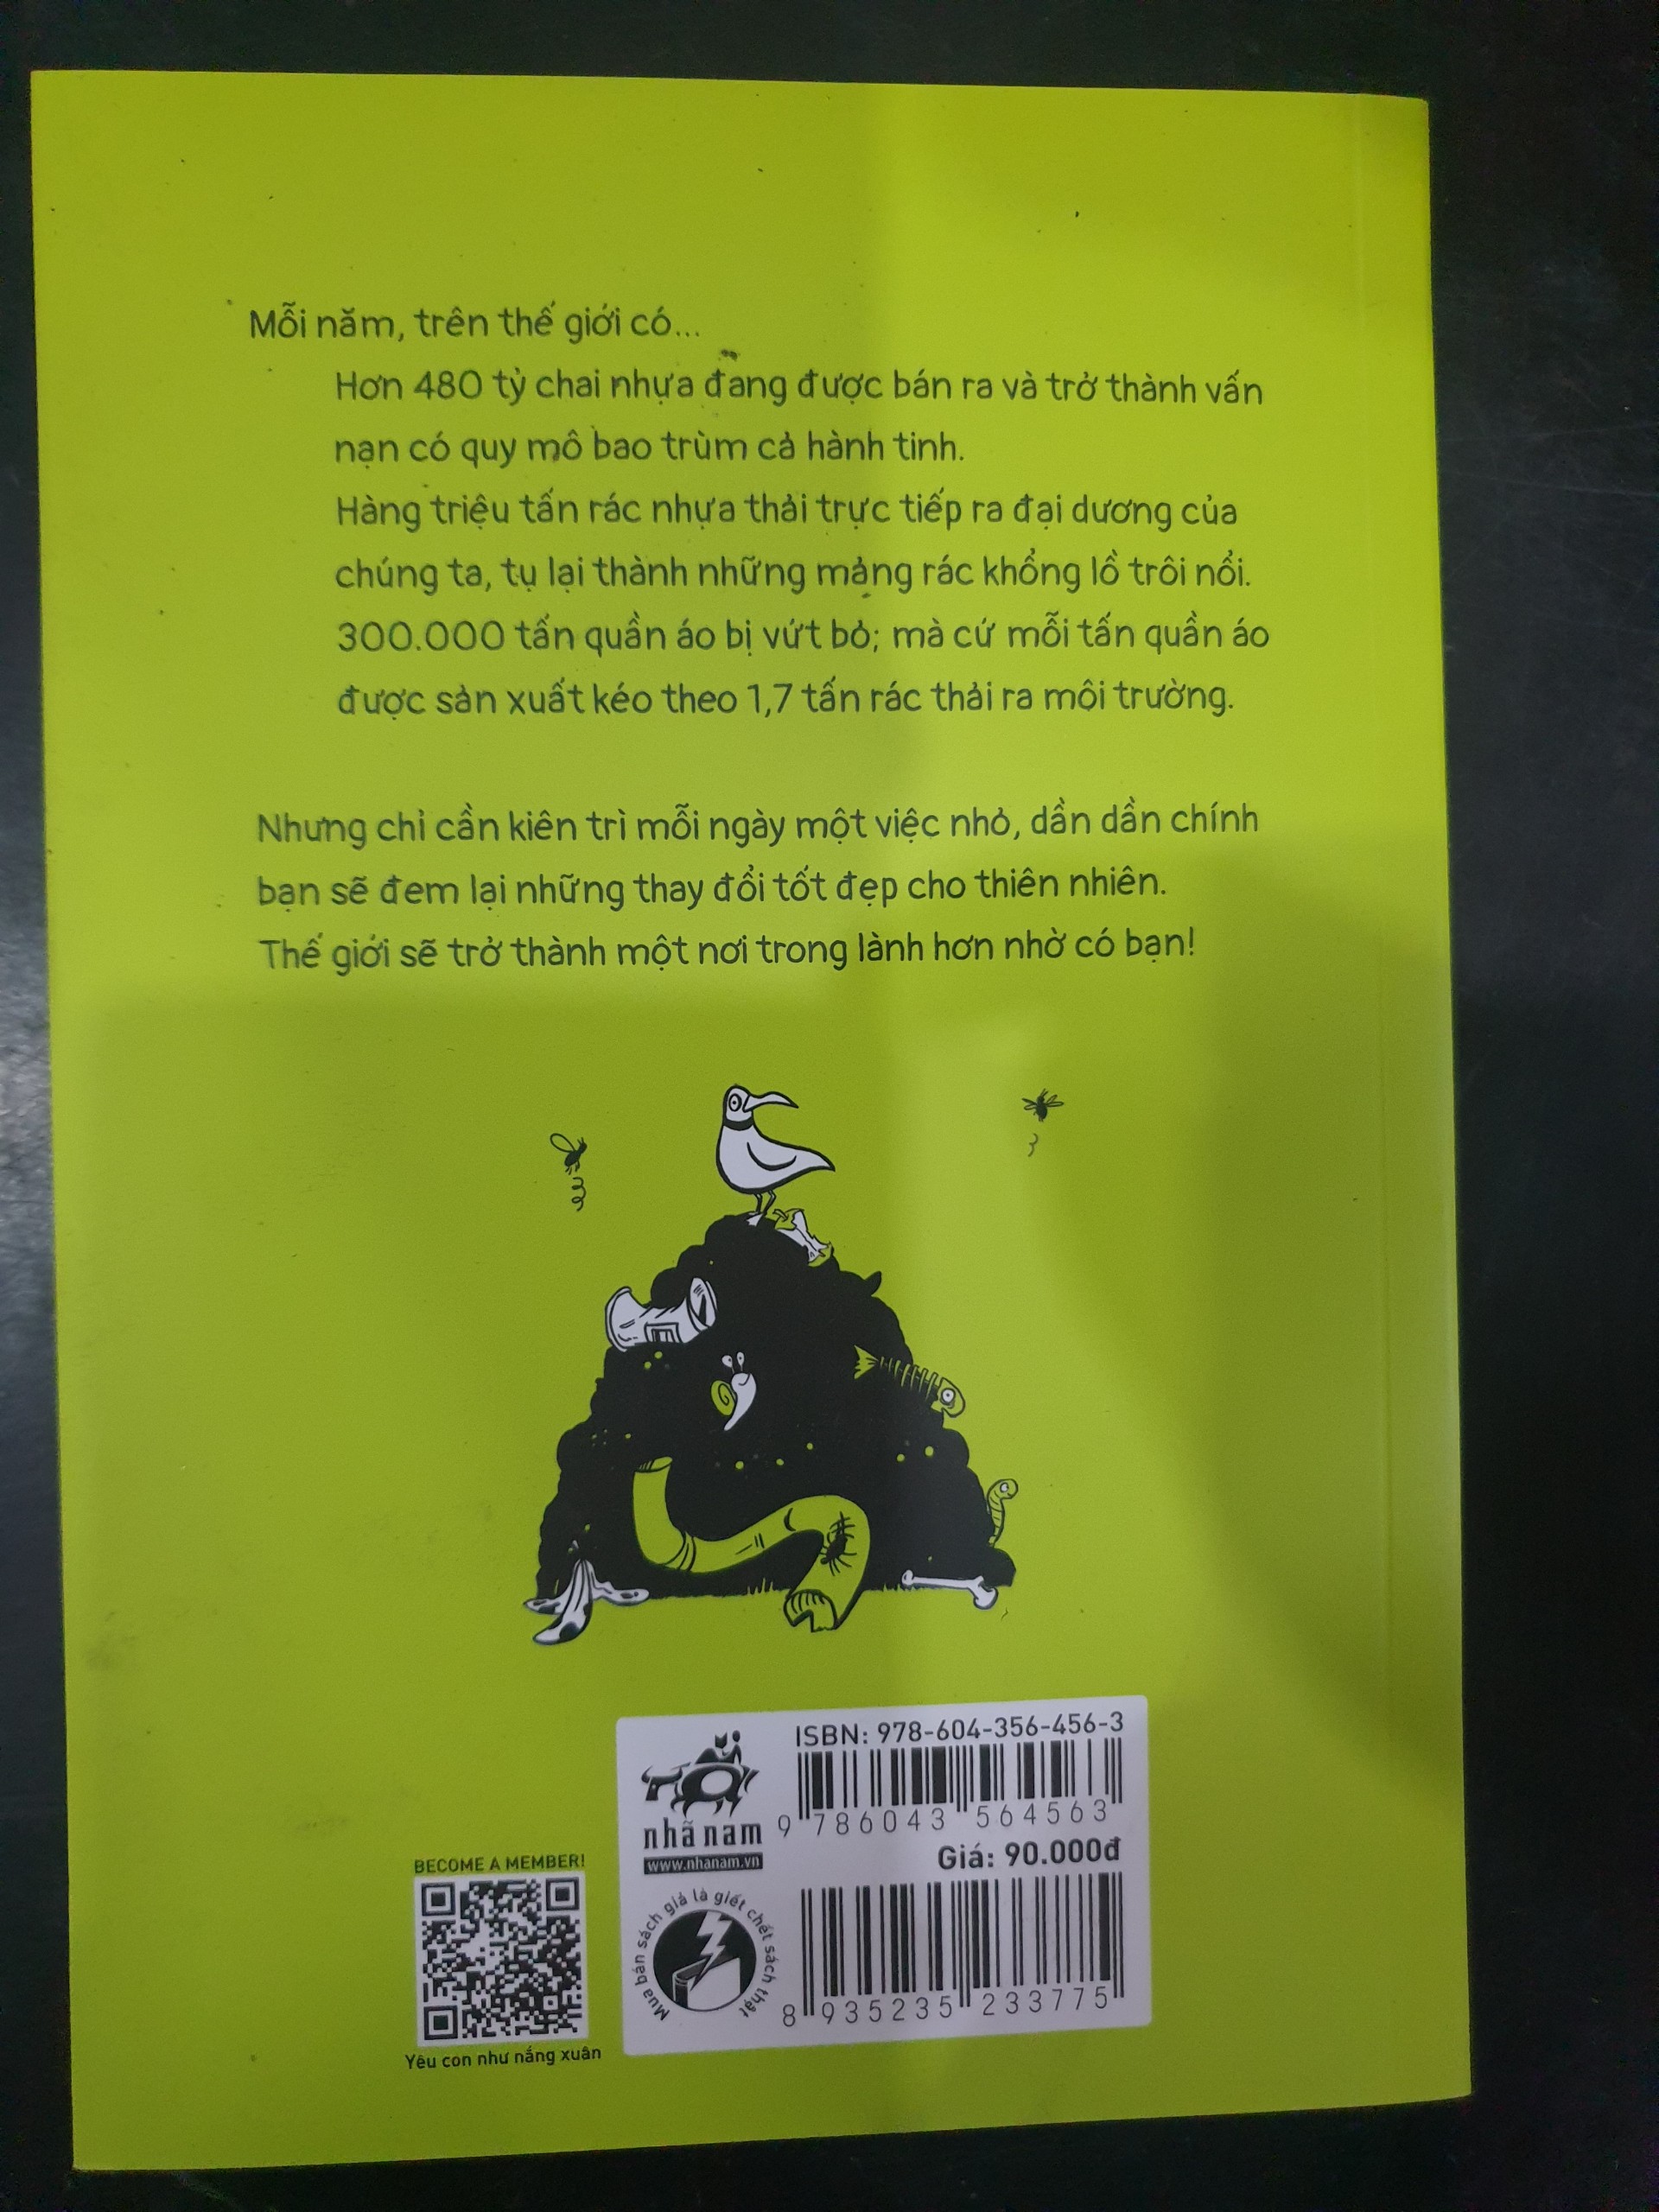 Mỗi năm, trên thế giới có...
Hơn 480 tỷ chai nhựa đang được bán ra và trở thành vấn
nạn có quy mô bao trùm cả hành tinh.
Hàng triệu tấn rác nhựa thải trực tiếp ra đại dương của
chúng ta, tụ lại thành những mảng rác khổng lồ trôi nổi.
300.000 tấn quần áo bị vứt bỏ; mà cứ mỗi tấn quần áo
được sản xuất kéo theo 1,7 tấn rác thải ra môi trường.
Nhưng chỉ cần kiên trì mỗi ngày một việc nhỏ, dần dần chính
bạn sẽ đem lại những thay đổi tốt đẹp cho thiên nhiên.
Thế giới sẽ trở thành một nơi trong lành hơn nhờ có bạn!
BECOME A MEMBER!
Yêu con như nắng xuân
nhã nam
www.nhanam.vn
Mua bán sách giả là giết chết sách thật
ISBN: 978-604-356-456-3
9 786043 564563
Giá: 90.000đ
8 935235 233775